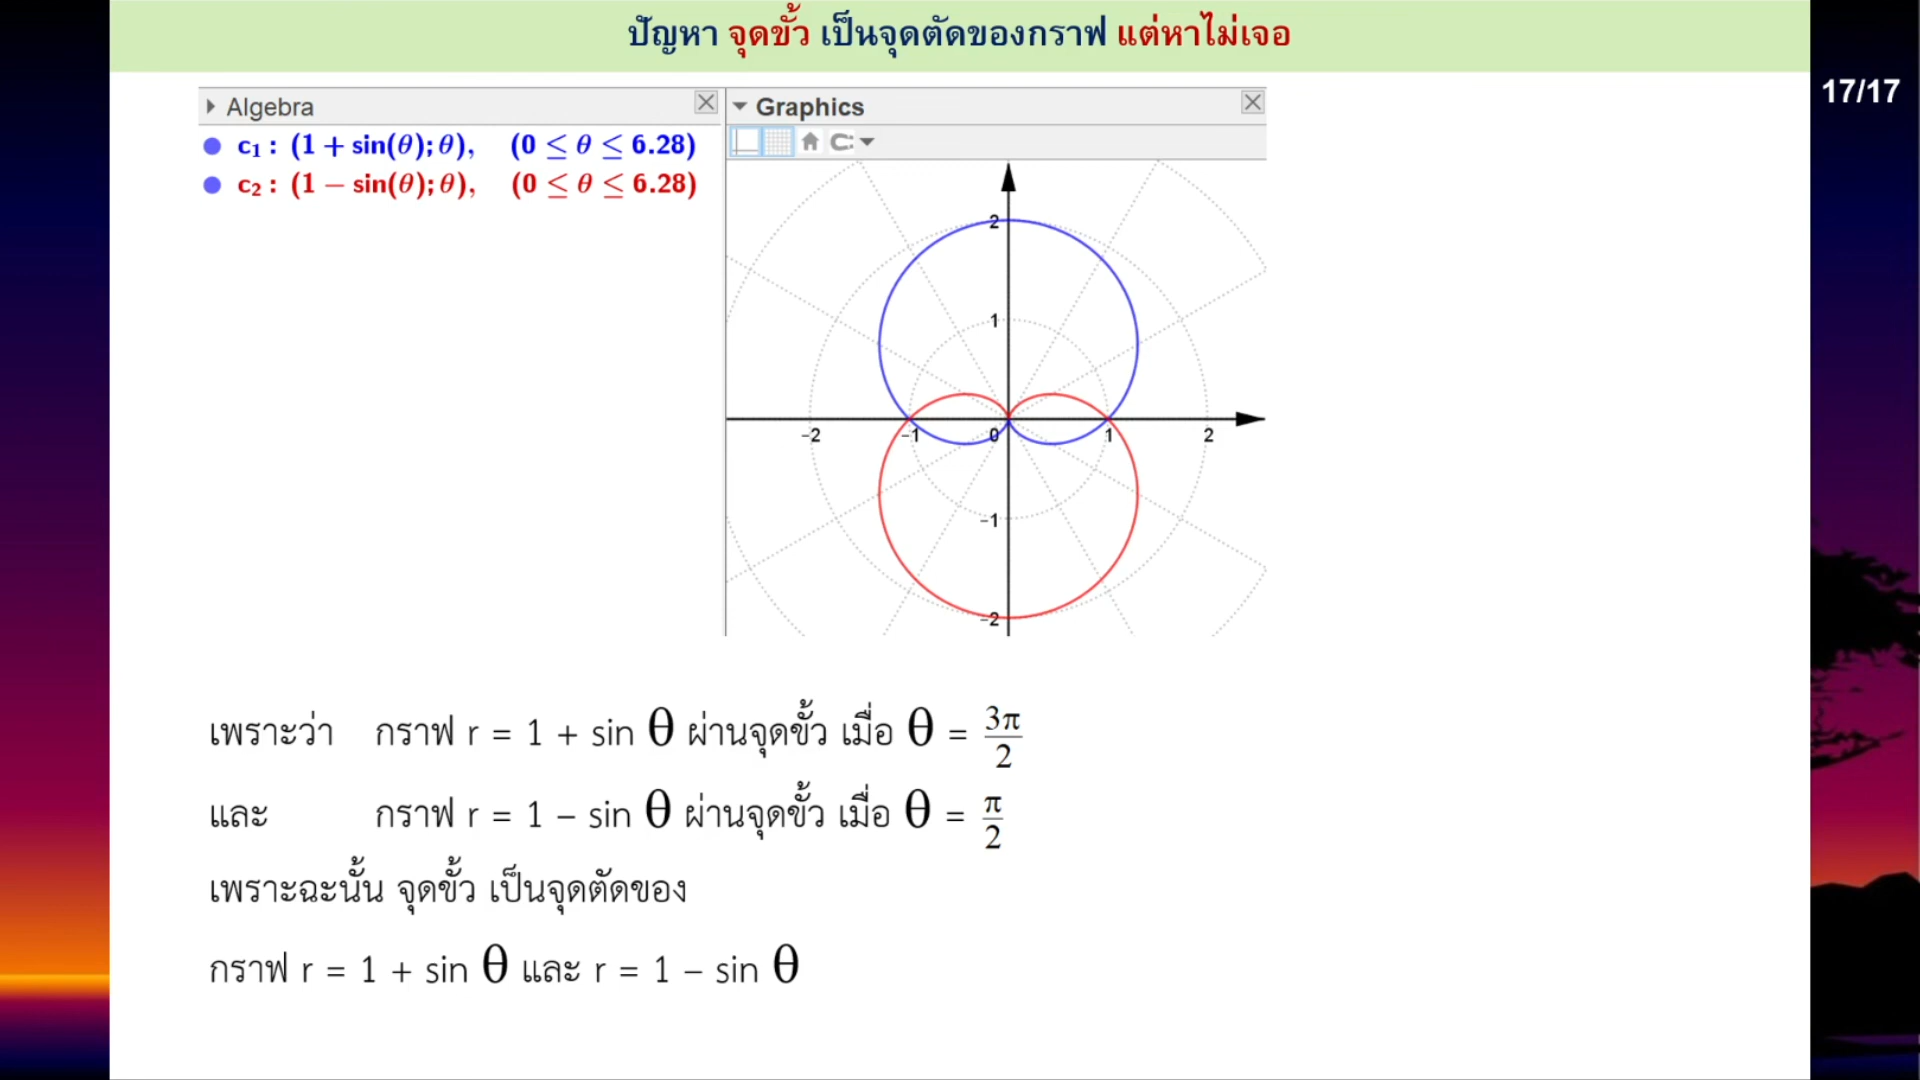 ปัญหา จุดขั้ว เป็นจุดตัดของกราฟ แต่หาไม่เจอ
17/17
Algebra
Graphics
c₁ : (1 + sin(θ); θ), (0 ≤ θ ≤ 6.28)
c₂ : (1 − sin(θ); θ), (0 ≤ θ ≤ 6.28)
2
1
−2 −1 0 1 2
−1
−2
เพราะว่า กราฟ r = 1 + sin θ ผ่านจุดขั้ว เมื่อ θ = 3π/2
และ กราฟ r = 1 – sin θ ผ่านจุดขั้ว เมื่อ θ = π/2
เพราะฉะนั้น จุดขั้ว เป็นจุดตัดของ
กราฟ r = 1 + sin θ และ r = 1 – sin θ